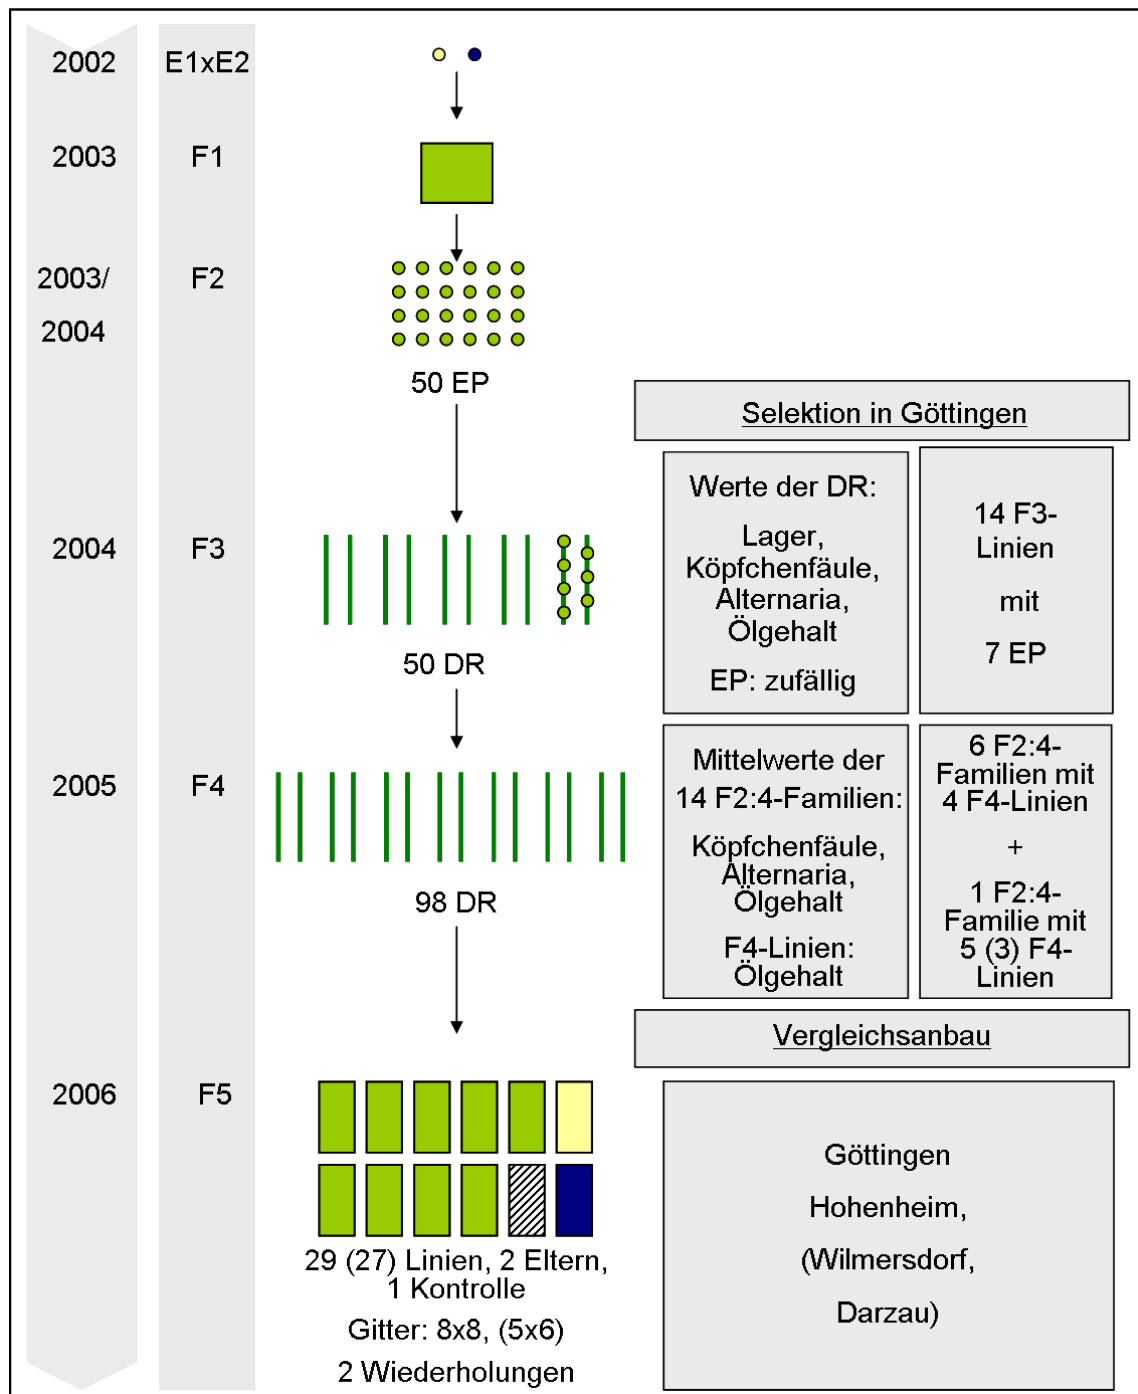 2002
E1xE2
2003
F1
2003/
2004
F2
50 EP
Selektion in Göttingen
2004
F3
50 DR
Werte der DR:
Lager,
Köpfchenfäule,
Alternaria,
Ölgehalt
EP: zufällig
14 F3-
Linien
mit
7 EP
2005
F4
98 DR
Mittelwerte der
14 F2:4-Familien:
Köpfchenfäule,
Alternaria,
Ölgehalt
F4-Linien:
Ölgehalt
6 F2:4-
Familien mit
4 F4-Linien
+
1 F2:4-
Familie mit
5 (3) F4-
Linien
Vergleichsanbau
2006
F5
29 (27) Linien, 2 Eltern,
1 Kontrolle
Gitter: 8x8, (5x6)
2 Wiederholungen
Göttingen
Hohenheim,
(Wilmersdorf,
Darzau)